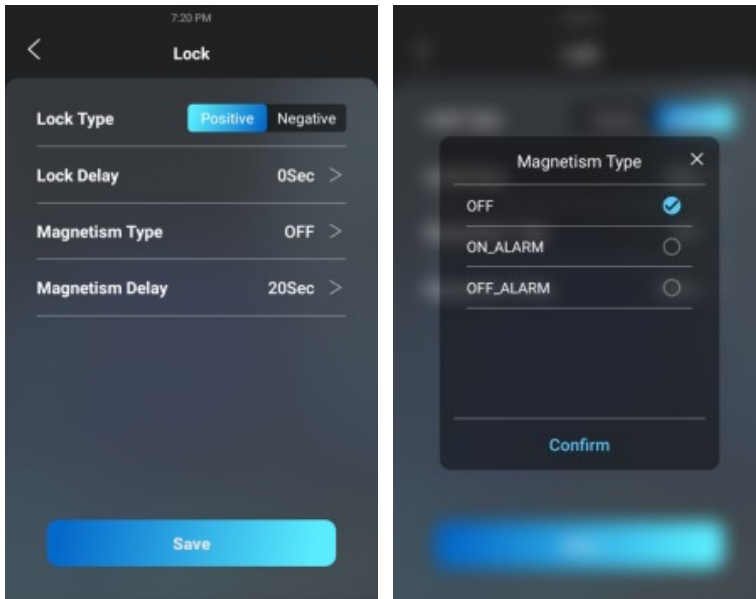 7:20 PM
Lock
Lock Type Positive Negative
Lock Delay 0Sec >
Magnetism Type OFF >
Magnetism Delay 20Sec >
Save
Magnetism Type ×
OFF
ON_ALARM
OFF_ALARM
Confirm